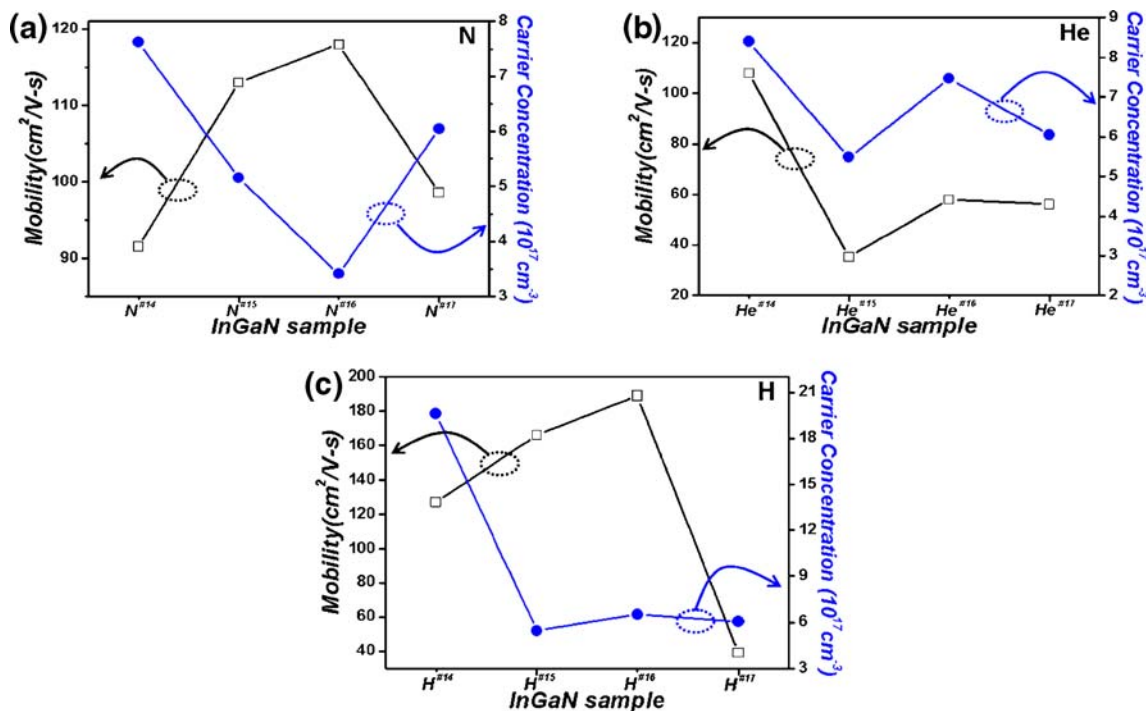 (a)
N
Mobility(cm²/V-s)
120
110
100
90
8
7
6
5
4
3
Carrier Concentration (10¹⁷ cm⁻³)
N#14 N#15 N#16 N#17
InGaN sample
(b)
He
Mobility(cm²/V-s)
120
100
80
60
40
20
9
8
7
6
5
4
3
2
Carrier Concentration (10¹⁷ cm⁻³)
He#14 He#15 He#16 He#17
InGaN sample
(c)
H
Mobility(cm²/V-s)
200
180
160
140
120
100
80
60
40
21
18
15
12
9
6
3
Carrier Concentration (10¹⁷ cm⁻³)
H#14 H#15 H#16 H#17
InGaN sample